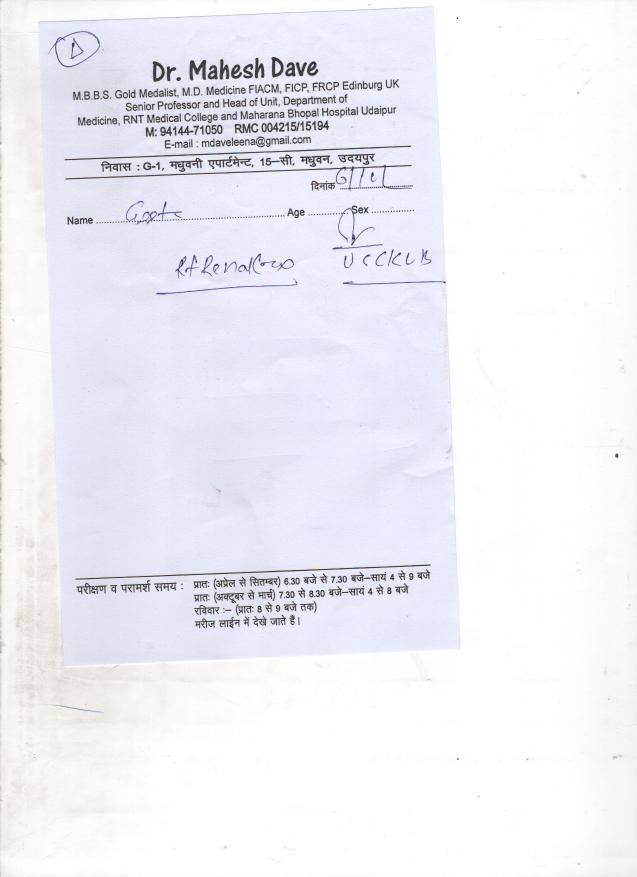 Dr. Mahesh Dave
M.B.B.S. Gold Medalist, M.D. Medicine FIACM, FICP, FRCP Edinburg UK
Senior Professor and Head of Unit, Department of
Medicine, RNT Medical College and Maharana Bhopal Hospital Udaipur
M: 94144-71050 RMC 004215/15194
E-mail : mdaveleena@gmail.com
निवास : G-1, मधुवनी एपार्टमेन्ट, 15–सी, मधुवन, उदयपुर
दिनांक
Name ............ Age ............ Sex ............
परीक्षण व परामर्श समय : प्रातः (अप्रेल से सितम्बर) 6.30 बजे से 7.30 बजे–सायं 4 से 9 बजे
प्रातः (अक्टूबर से मार्च) 7.30 से 8.30 बजे–सायं 4 से 8 बजे
रविवार :– (प्रातः 8 से 9 बजे तक)
मरीज लाईन में देखे जाते हैं।